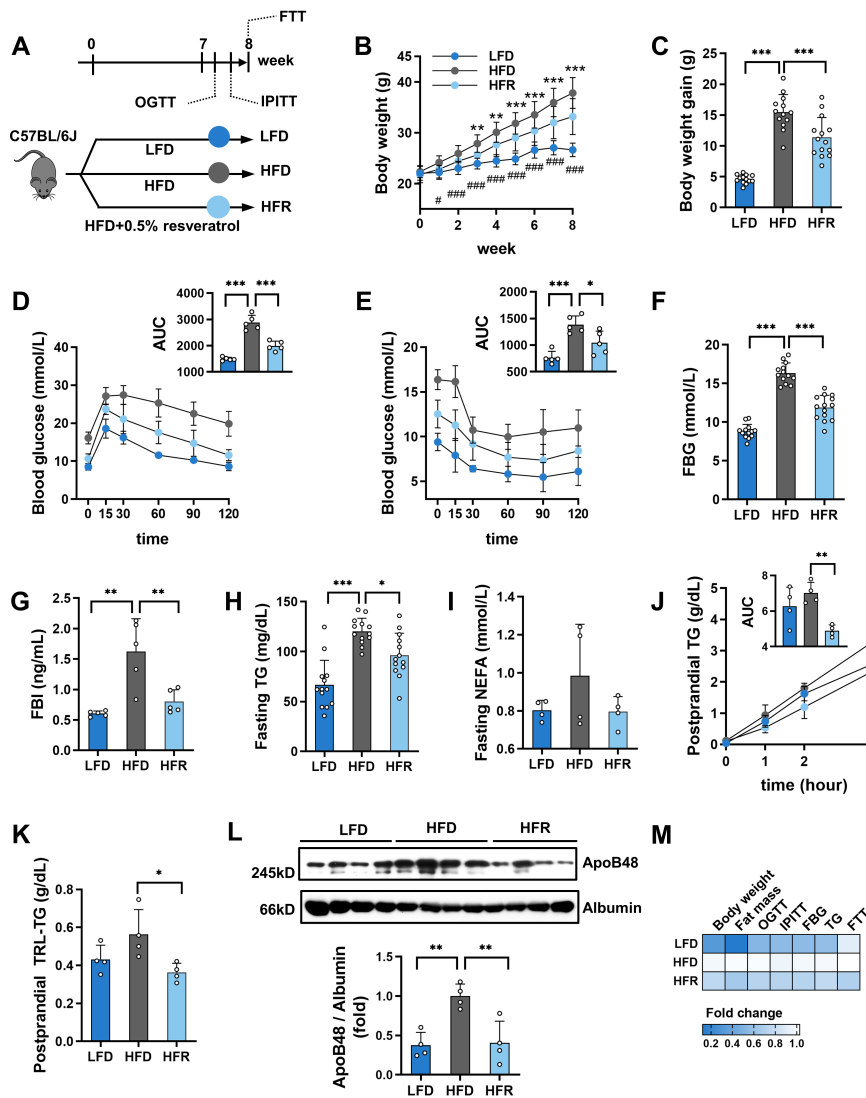 A
FTT
0
7
8
week
OGTT
IPITT
C57BL/6J
LFD
LFD
HFD
HFD
HFR
HFD+0.5% resveratrol
B
Body weight (g)
LFD
HFD
HFR
40
30
20
** ** *** *** *** ***
# ### ### ### ### ### ### ###
0 2 4 6 8
week
C
Body weight gain (g)
*** ***
25
20
15
10
5
0
LFD HFD HFR
D
Blood glucose (mmol/L)
40
30
20
10
0
0 15 30 60 90 120
time
AUC
*** ***
4000
3000
2000
1000
E
Blood glucose (mmol/L)
20
15
10
5
0
0 15 30 60 90 120
time
AUC
*** *
1500
1000
500
F
FBG (mmol/L)
*** ***
20
15
10
5
0
LFD HFD HFR
G
FBI (ng/mL)
** **
2.5
2.0
1.5
1.0
0.5
0.0
LFD HFD HFR
H
Fasting TG (mg/dL)
*** *
150
100
50
0
LFD HFD HFR
I
Fasting NEFA (mmol/L)
1.4
1.2
1.0
0.8
0.6
LFD HFD HFR
J
Postprandial TG (g/dL)
5
4
3
2
1
0
0 1 2
time (hour)
AUC
**
8
6
4
K
Postprandial TRL-TG (g/dL)
*
0.8
0.6
0.4
0.2
0.0
LFD HFD HFR
L
LFD HFD HFR
245kD
ApoB48
66kD
Albumin
ApoB48 / Albumin
(fold)
** **
1.5
1.0
0.5
0.0
LFD HFD HFR
M
Body weight
Fat mass
OGTT
IPITT
FBG
TG
FTT
LFD
HFD
HFR
Fold change
0.2 0.4 0.6 0.8 1.0